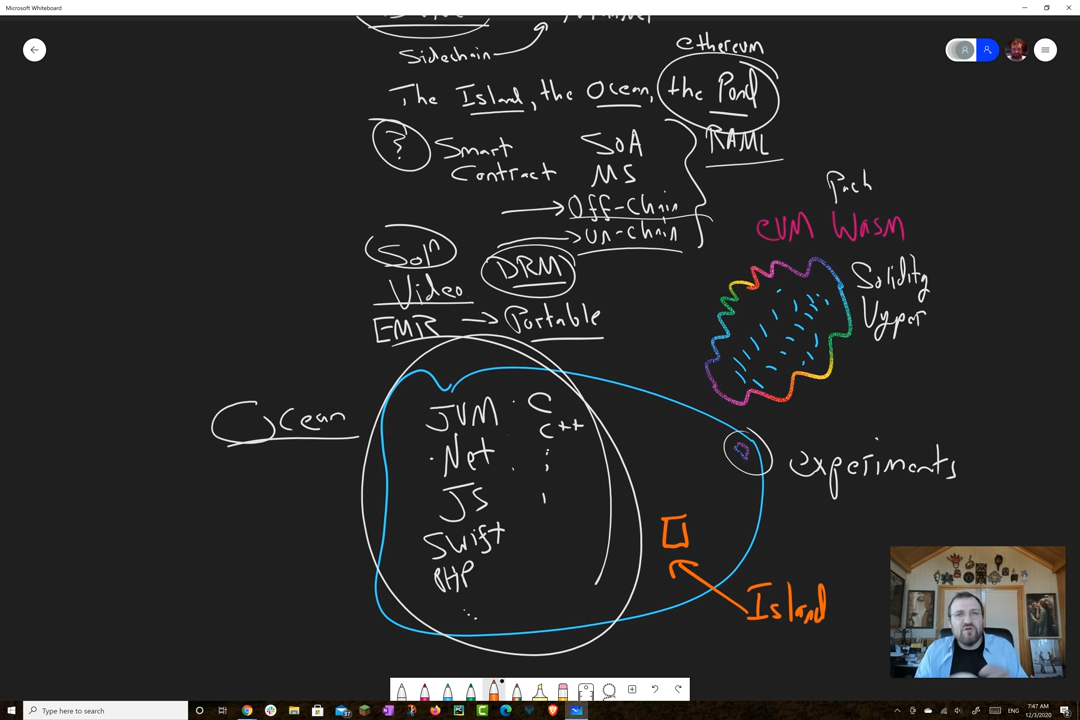 Microsoft Whiteboard
Sidechain
ethereum
The Island, the Ocean, the Pond
? Smart Contract
SOA
MS
RAML
Off-Chain
on-chain
Soln
DRM
Video
EMR → Portable
EVM Wasm
Solidity
Vyper
Ocean
JVM
.Net
JS
Swift
PHP
...
C
C++
experiments
Island
Type here to search
37
7:47 AM
12/3/2020